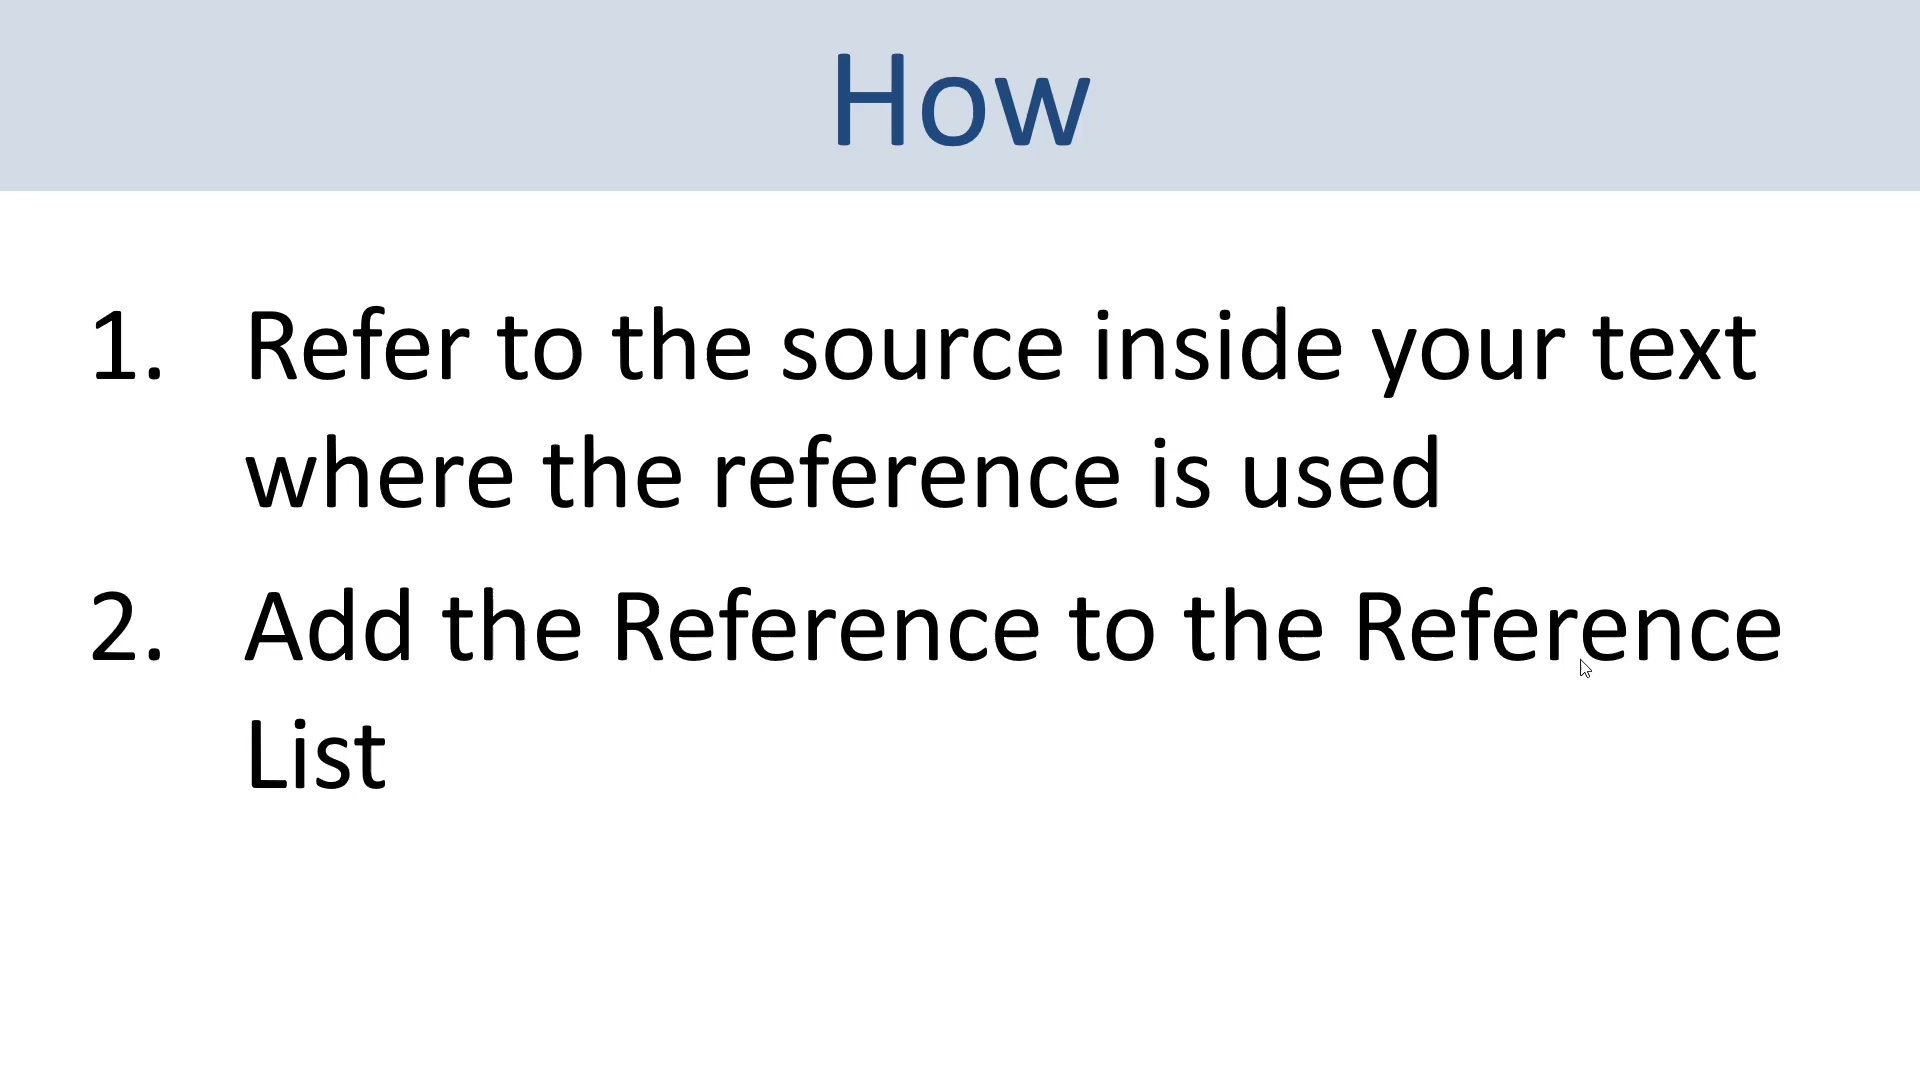 How
1. Refer to the source inside your text
where the reference is used
2. Add the Reference to the Reference
List